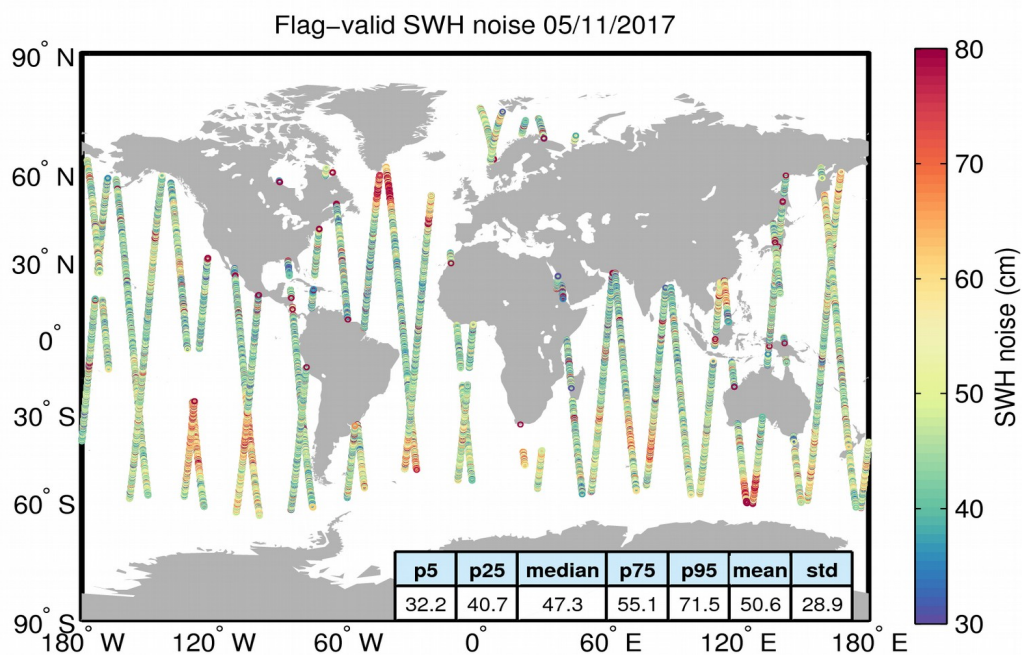 Flag−valid SWH noise 05/11/2017
90° N
60° N
30° N
0°
30° S
60° S
90° S
180° W
120° W
60° W
0°
60° E
120° E
180° E
p5 p25 median p75 p95 mean std
32.2 40.7 47.3 55.1 71.5 50.6 28.9
80
70
60
50
40
30
SWH noise (cm)